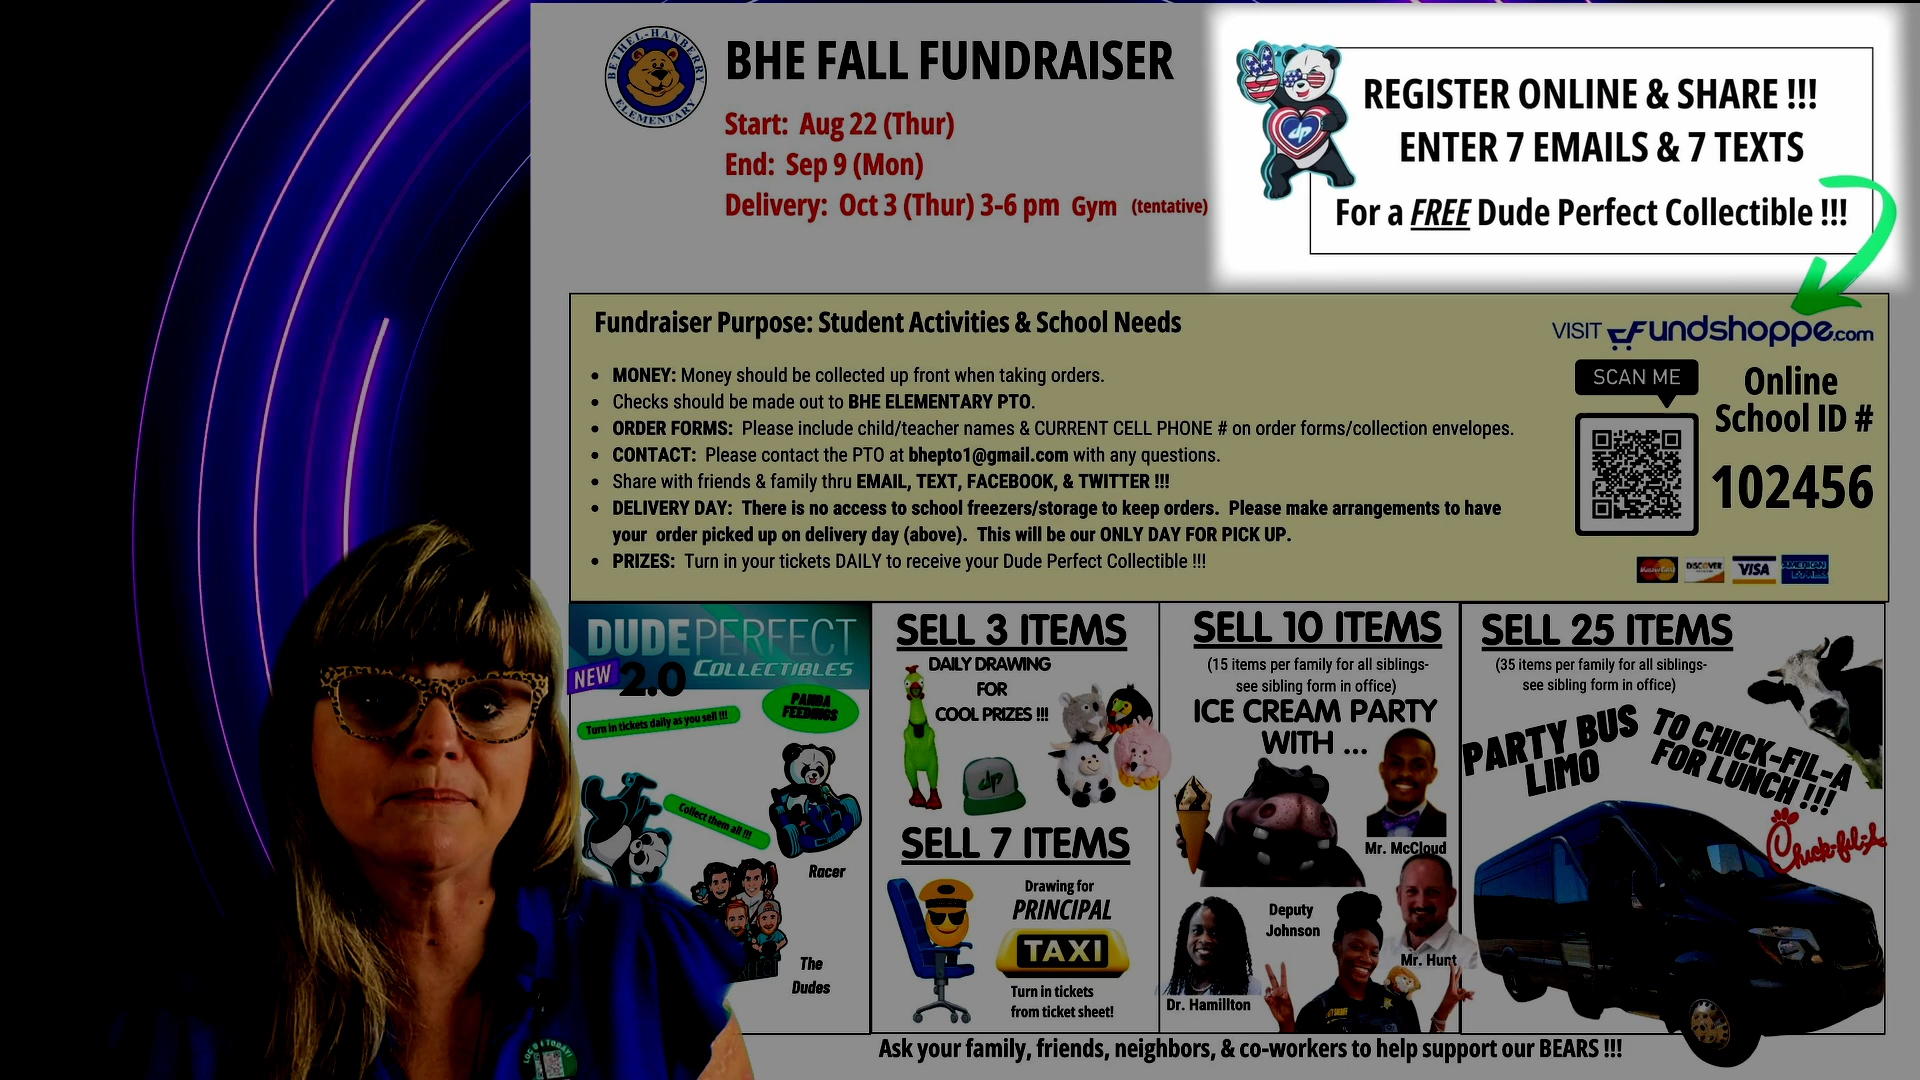 BETHEL-HANBERRY
ELEMENTARY
BHE FALL FUNDRAISER
Start: Aug 22 (Thur)
End: Sep 9 (Mon)
Delivery: Oct 3 (Thur) 3-6 pm Gym (tentative)
REGISTER ONLINE & SHARE !!!
ENTER 7 EMAILS & 7 TEXTS
For a FREE Dude Perfect Collectible !!!
dp
Fundraiser Purpose: Student Activities & School Needs
• MONEY: Money should be collected up front when taking orders.
• Checks should be made out to BHE ELEMENTARY PTO.
• ORDER FORMS: Please include child/teacher names & CURRENT CELL PHONE # on order forms/collection envelopes.
• CONTACT: Please contact the PTO at bhepto1@gmail.com with any questions.
• Share with friends & family thru EMAIL, TEXT, FACEBOOK, & TWITTER !!!
• DELIVERY DAY: There is no access to school freezers/storage to keep orders. Please make arrangements to have
your order picked up on delivery day (above). This will be our ONLY DAY FOR PICK UP.
• PRIZES: Turn in your tickets DAILY to receive your Dude Perfect Collectible !!!
VISIT Fundshoppe.com
SCAN ME
Online
School ID #
102456
MasterCard
DISCOVER
VISA
AMERICAN
EXPRESS
DUDE PERFECT
COLLECTIBLES
NEW 2.0
PANDA
FEEDINGS
Turn in tickets daily as you sell !!!
Collect them all !!!
Racer
The
Dudes
SELL 3 ITEMS
DAILY DRAWING
FOR
COOL PRIZES !!!
dp
SELL 7 ITEMS
Drawing for
PRINCIPAL
TAXI
Turn in tickets
from ticket sheet!
SELL 10 ITEMS
(15 items per family for all siblings-
see sibling form in office)
ICE CREAM PARTY
WITH ...
Mr. McCloud
Deputy
Johnson
Mr. Hunt
Dr. Hamillton
SELL 25 ITEMS
(35 items per family for all siblings-
see sibling form in office)
PARTY BUS
LIMO
TO CHICK-FIL-A
FOR LUNCH !!!
Chick-fil-A
Ask your family, friends, neighbors, & co-workers to help support our BEARS !!!